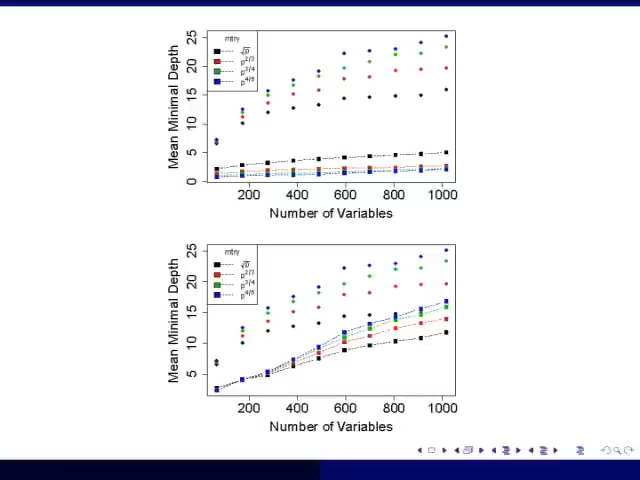 mtry
√p
p^2/3
p^3/4
p^4/5
Mean Minimal Depth
0 5 10 15 20 25
200 400 600 800 1000
Number of Variables
mtry
√p
p^2/3
p^3/4
p^4/5
Mean Minimal Depth
5 10 15 20 25
200 400 600 800 1000
Number of Variables